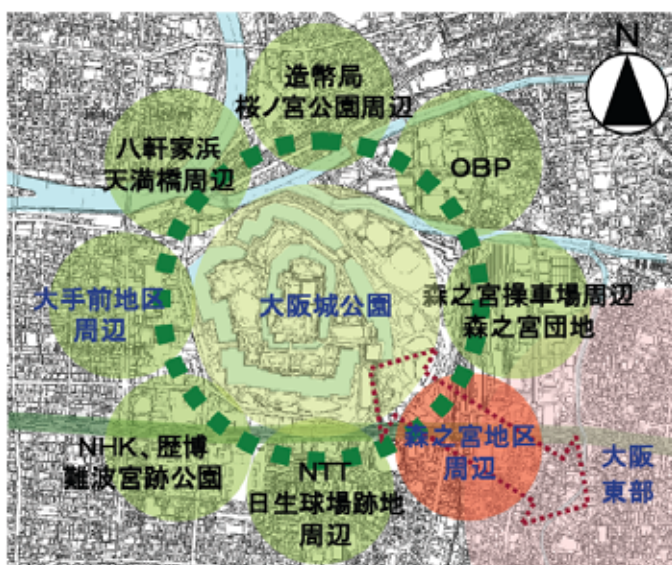 N
造幣局
桜ノ宮公園周辺
八軒家浜
天満橋周辺
OBP
大手前地区
周辺
大阪城公園
森之宮操車場周辺
森之宮団地
NHK、歴博
難波宮跡公園
NTT
日生球場跡地
周辺
森之宮地区
周辺
大阪
東部